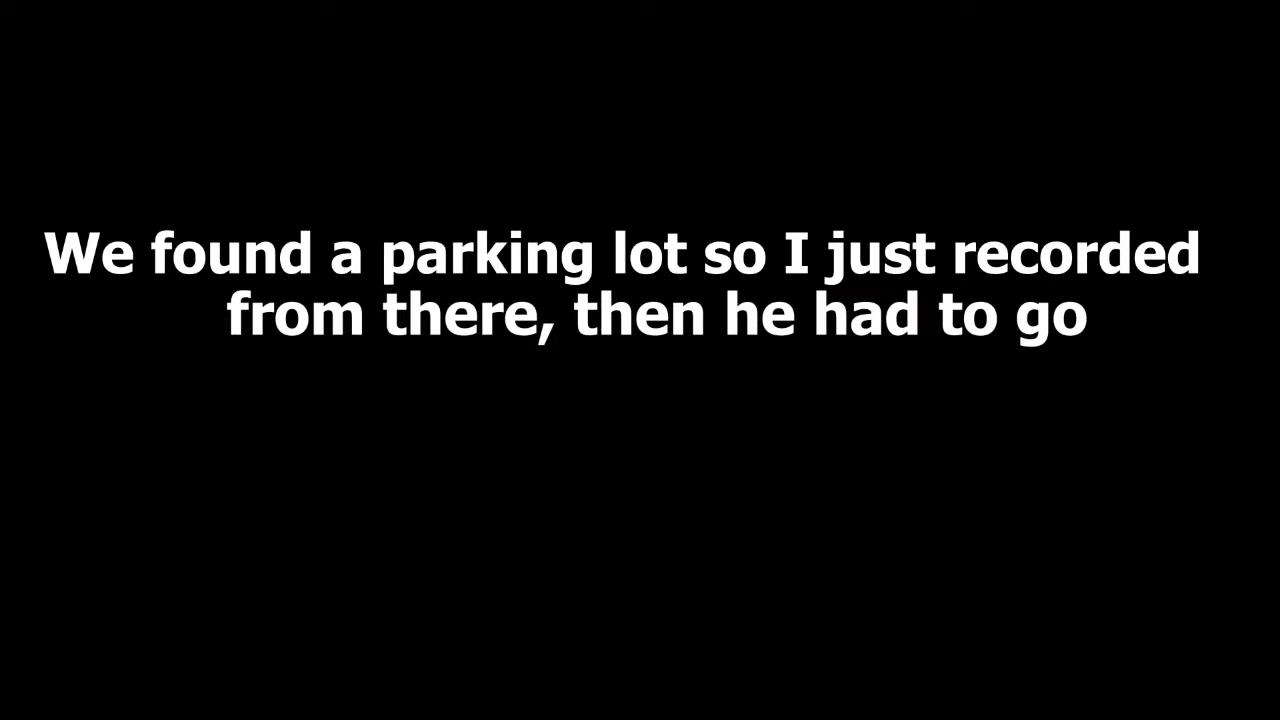 We found a parking lot so I just recorded
from there, then he had to go